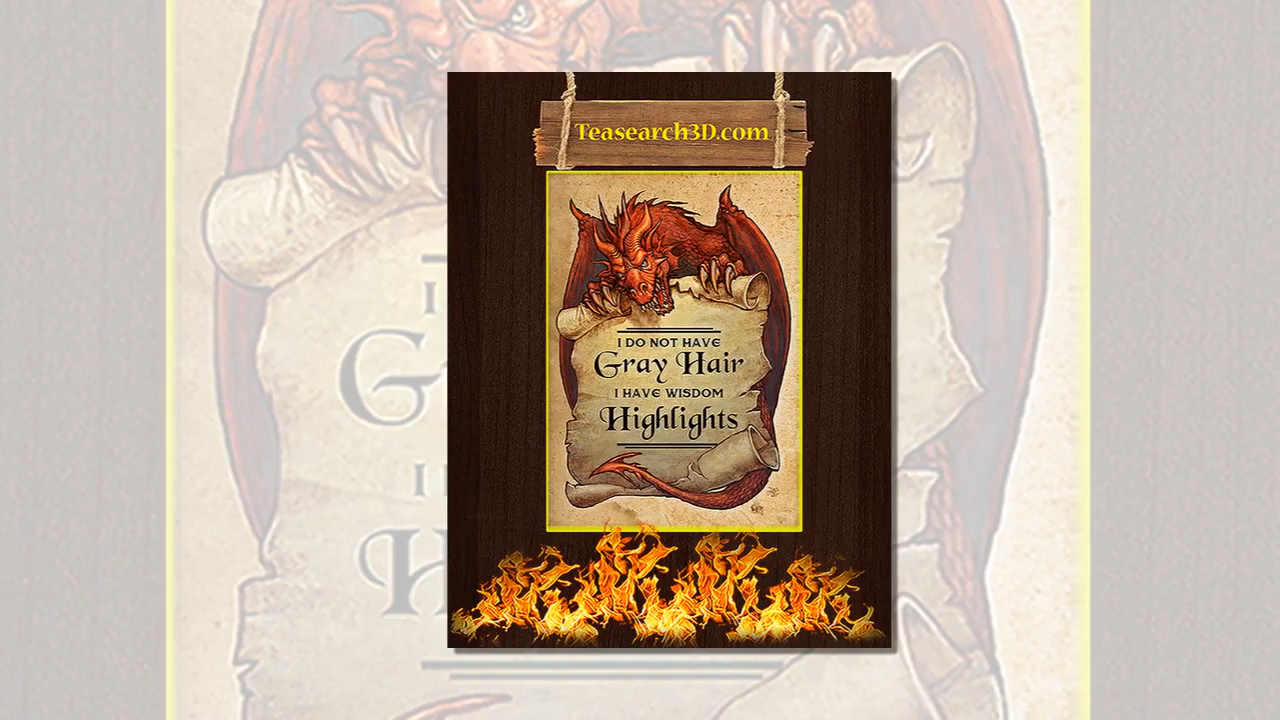 Teasearch3D.com
I DO NOT HAVE
Gray Hair
I HAVE WISDOM
Highlights